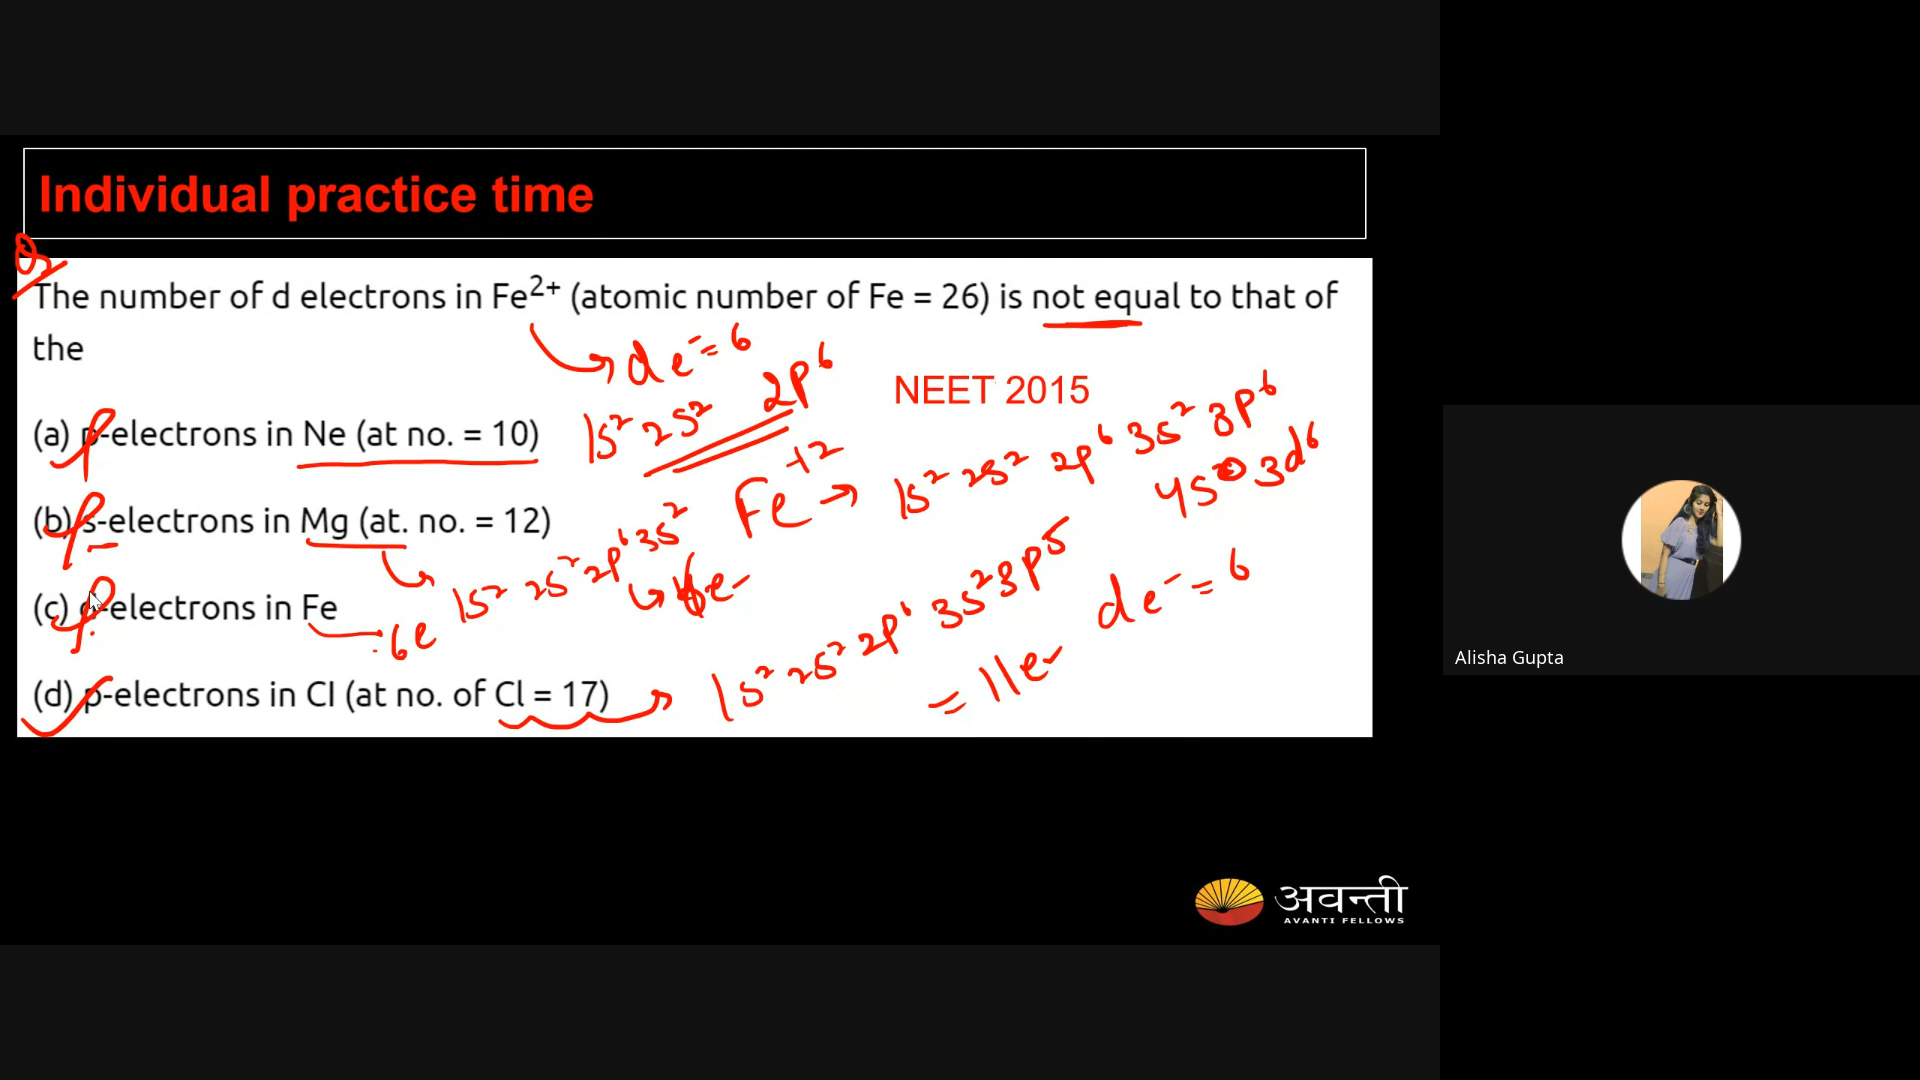 Individual practice time
Q
The number of d electrons in Fe2+ (atomic number of Fe = 26) is not equal to that of
the
de⁻= 6
NEET 2015
(a) p-electrons in Ne (at no. = 10)
1s² 2s² 2p⁶
Fe⁺² → 1s² 2s² 2p⁶ 3s² 3p⁶
4s⁰ 3d⁶
(b) s-electrons in Mg (at. no. = 12)
1s² 2s² 2p⁶ 3s²
6e⁻
de⁻ = 6
(c) d-electrons in Fe
6e
(d) p-electrons in CI (at no. of Cl = 17)
1s² 2s² 2p⁶ 3s² 3p⁵
= 11e⁻
Alisha Gupta
अवन्ती
AVANTI FELLOWS